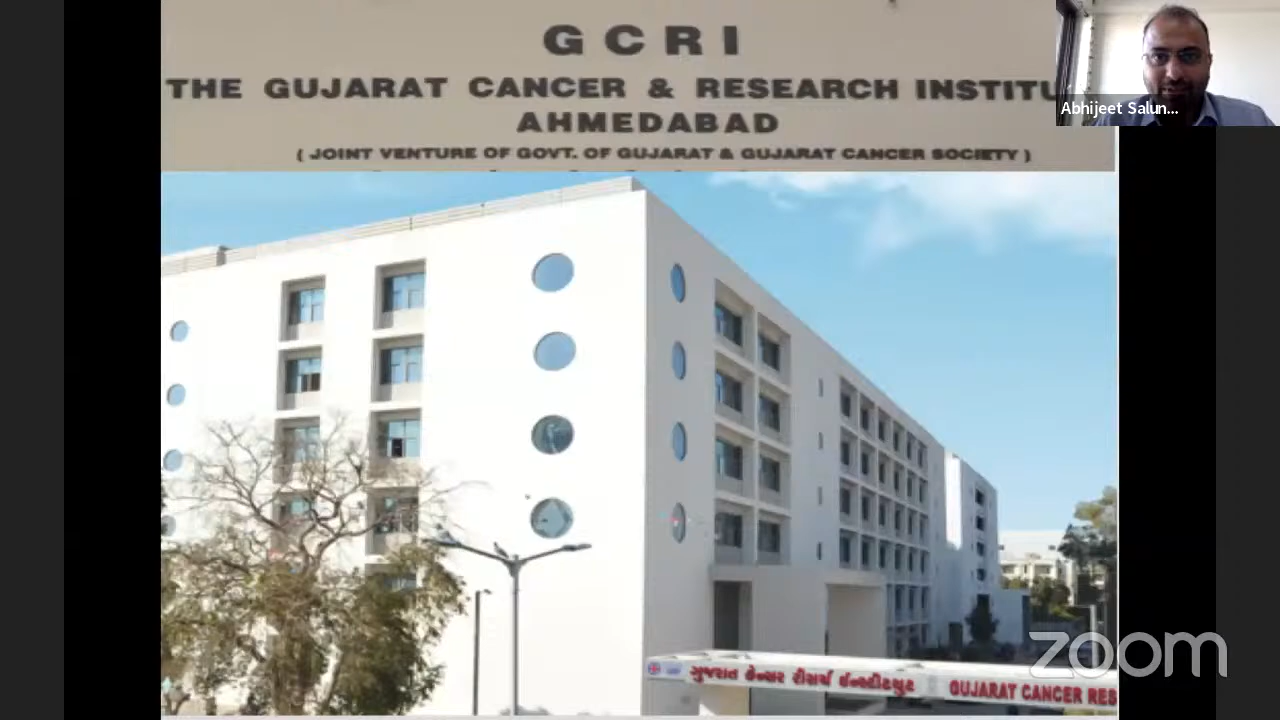 GCRI
THE GUJARAT CANCER & RESEARCH INSTITU
AHMEDABAD
( JOINT VENTURE OF GOVT. OF GUJARAT & GUJARAT CANCER SOCIETY )
Abhijeet Salun...
ગુજરાત કેન્સર રીસર્ચ ઇન્સ્ટીટ્યુટ
GUJARAT CANCER RES
zoom